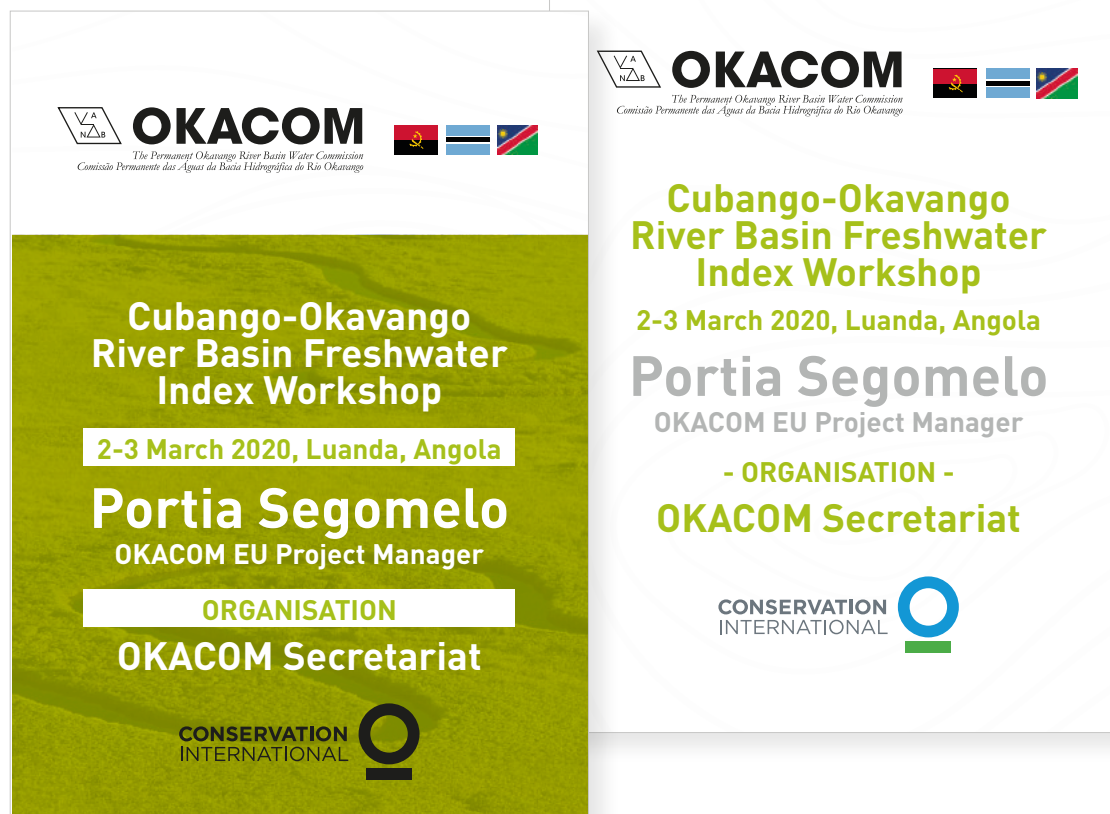 V A
N B
OKACOM
The Permanent Okavango River Basin Water Commission
Comissão Permanente das Aguas da Bacia Hidrográfica do Rio Okavango
Cubango-Okavango
River Basin Freshwater
Index Workshop
2-3 March 2020, Luanda, Angola
Portia Segomelo
OKACOM EU Project Manager
ORGANISATION
OKACOM Secretariat
CONSERVATION
INTERNATIONAL
V A
N B
OKACOM
The Permanent Okavango River Basin Water Commission
Comissão Permanente das Aguas da Bacia Hidrográfica do Rio Okavango
Cubango-Okavango
River Basin Freshwater
Index Workshop
2-3 March 2020, Luanda, Angola
Portia Segomelo
OKACOM EU Project Manager
- ORGANISATION -
OKACOM Secretariat
CONSERVATION
INTERNATIONAL